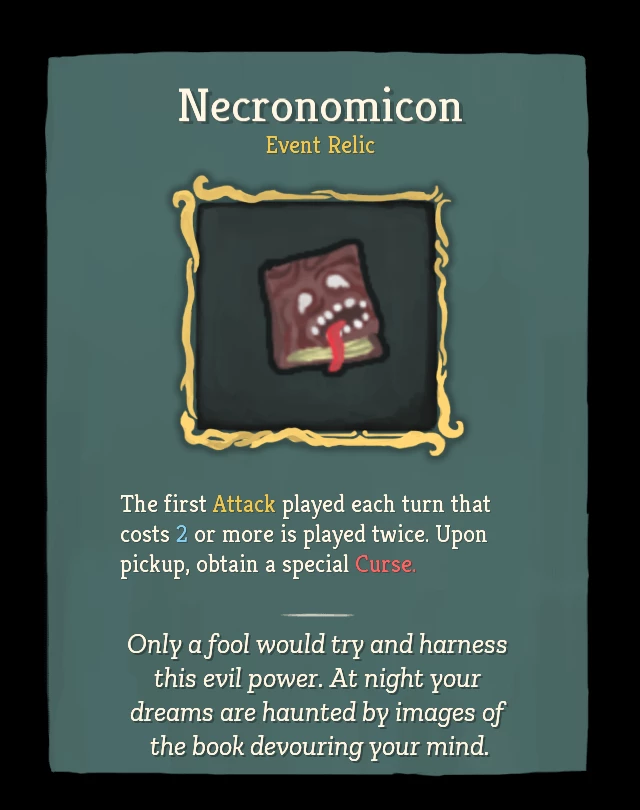 Necronomicon
Event Relic
The first Attack played each turn that
costs 2 or more is played twice. Upon
pickup, obtain a special Curse.
Only a fool would try and harness
this evil power. At night your
dreams are haunted by images of
the book devouring your mind.